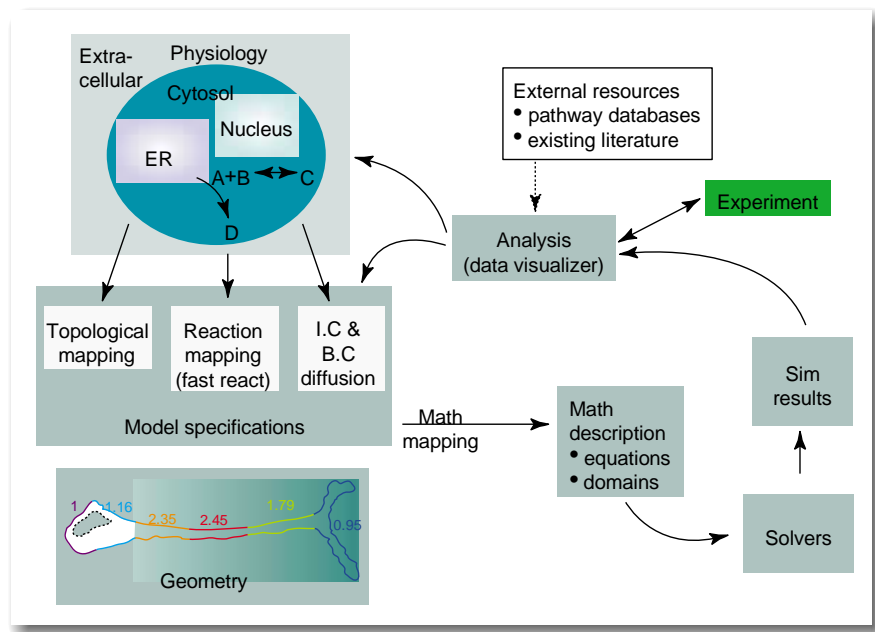 Physiology
Extra-
cellular
Cytosol
Nucleus
ER
A+B
C
D
External resources
• pathway databases
• existing literature
Experiment
Analysis
(data visualizer)
Topological
mapping
Reaction
mapping
(fast react)
I.C &
B.C
diffusion
Model specifications
Math
mapping
Math
description
• equations
• domains
Sim
results
Solvers
1
1.16
2.35
2.45
1.79
0.95
Geometry